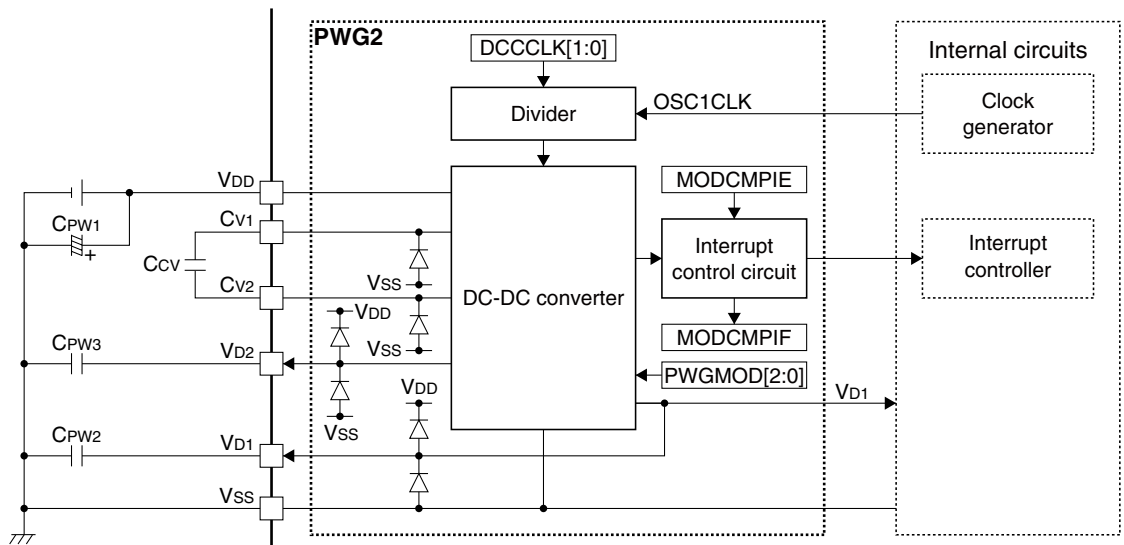 PWG2
DCCCLK[1:0]
Internal circuits
Divider
OSC1CLK
Clock
generator
VDD
MODCMPIE
CPW1
+
CV1
CCV
VSS
Interrupt
control circuit
Interrupt
controller
CV2
DC-DC converter
VDD
VSS
MODCMPIF
CPW3
VD2
PWGMOD[2:0]
VDD
VD1
VSS
CPW2
VD1
VSS